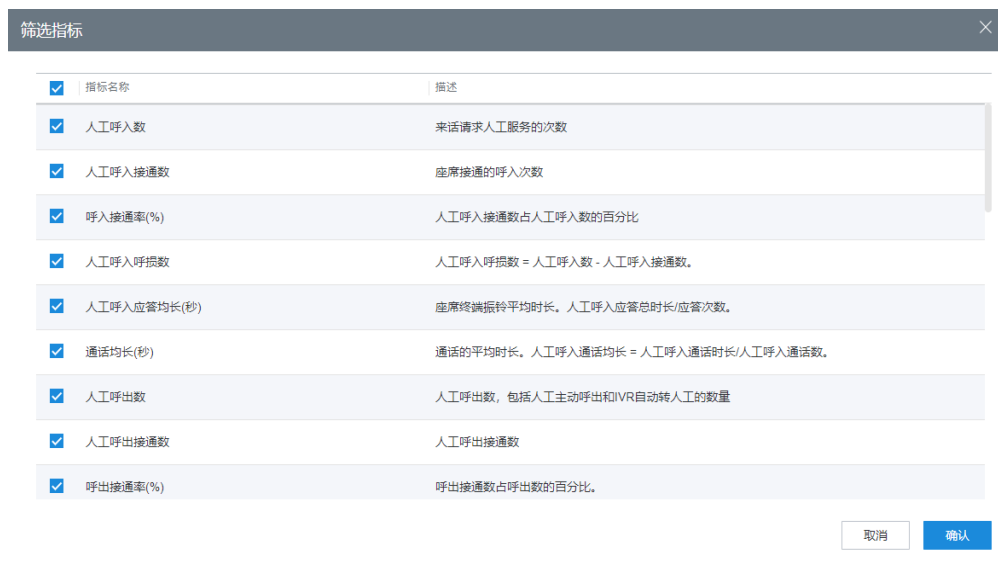 筛选指标
指标名称 描述
人工呼入数 来话请求人工服务的次数
人工呼入接通数 座席接通的呼入次数
呼入接通率(%) 人工呼入接通数占人工呼入数的百分比
人工呼入呼损数 人工呼入呼损数 = 人工呼入数 - 人工呼入接通数。
人工呼入应答均长(秒) 座席终端振铃平均时长。人工呼入应答总时长/应答次数。
通话均长(秒) 通话的平均时长。人工呼入通话均长 = 人工呼入通话时长/人工呼入通话数。
人工呼出数 人工呼出数，包括人工主动呼出和IVR自动转人工的数量
人工呼出接通数 人工呼出接通数
呼出接通率(%) 呼出接通数占呼出数的百分比。
取消 确认